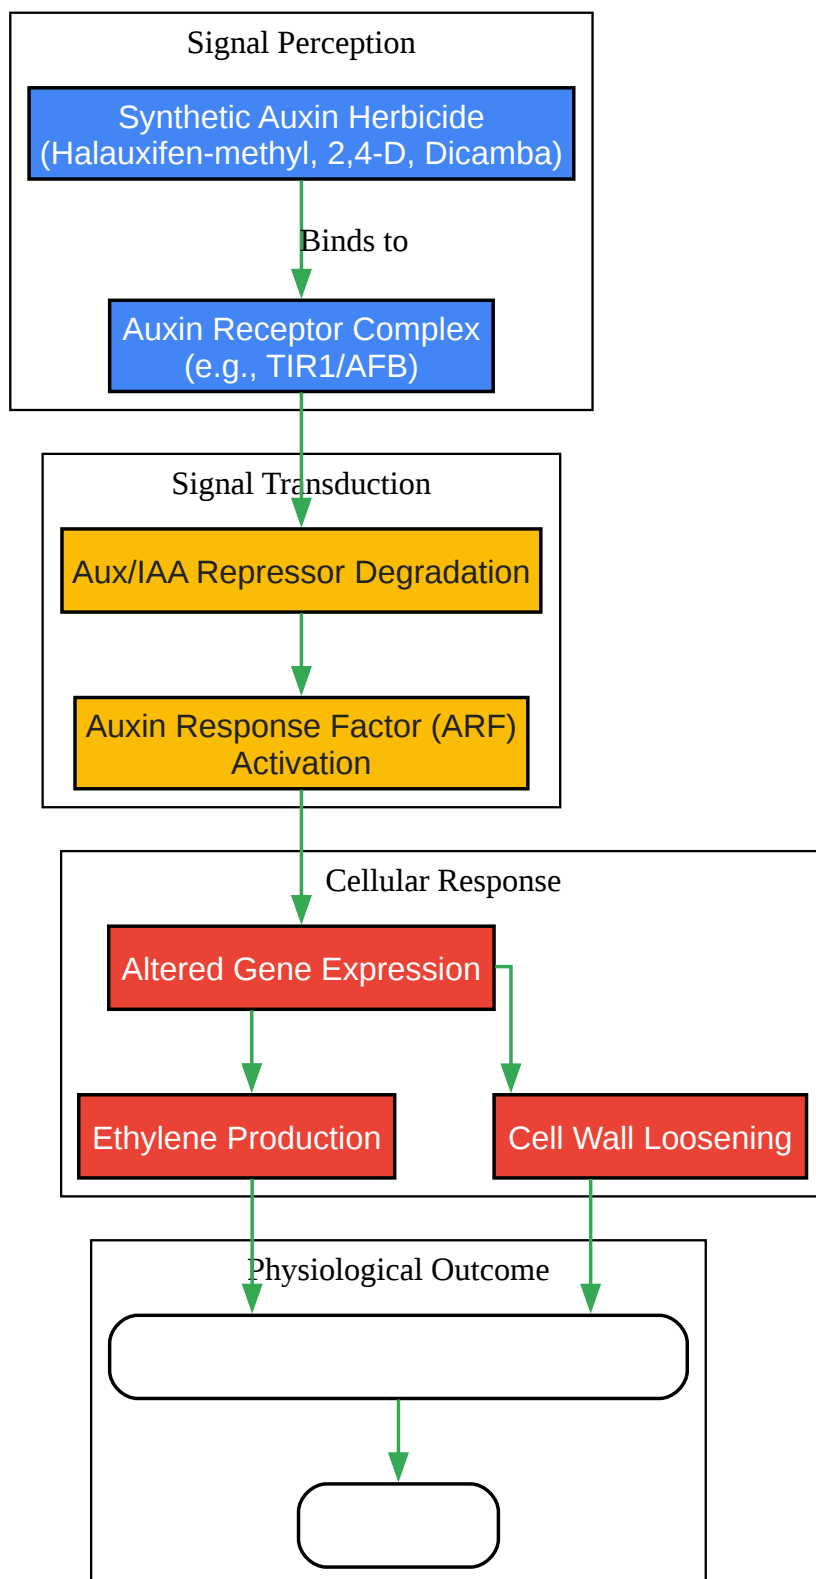 Signal Perception
Synthetic Auxin Herbicide
(Halauxifen-methyl, 2,4-D, Dicamba)
Binds to
Auxin Receptor Complex
(e.g., TIR1/AFB)
Signal Transduction
Aux/IAA Repressor Degradation
Auxin Response Factor (ARF)
Activation
Cellular Response
Altered Gene Expression
Ethylene Production
Cell Wall Loosening
Physiological Outcome